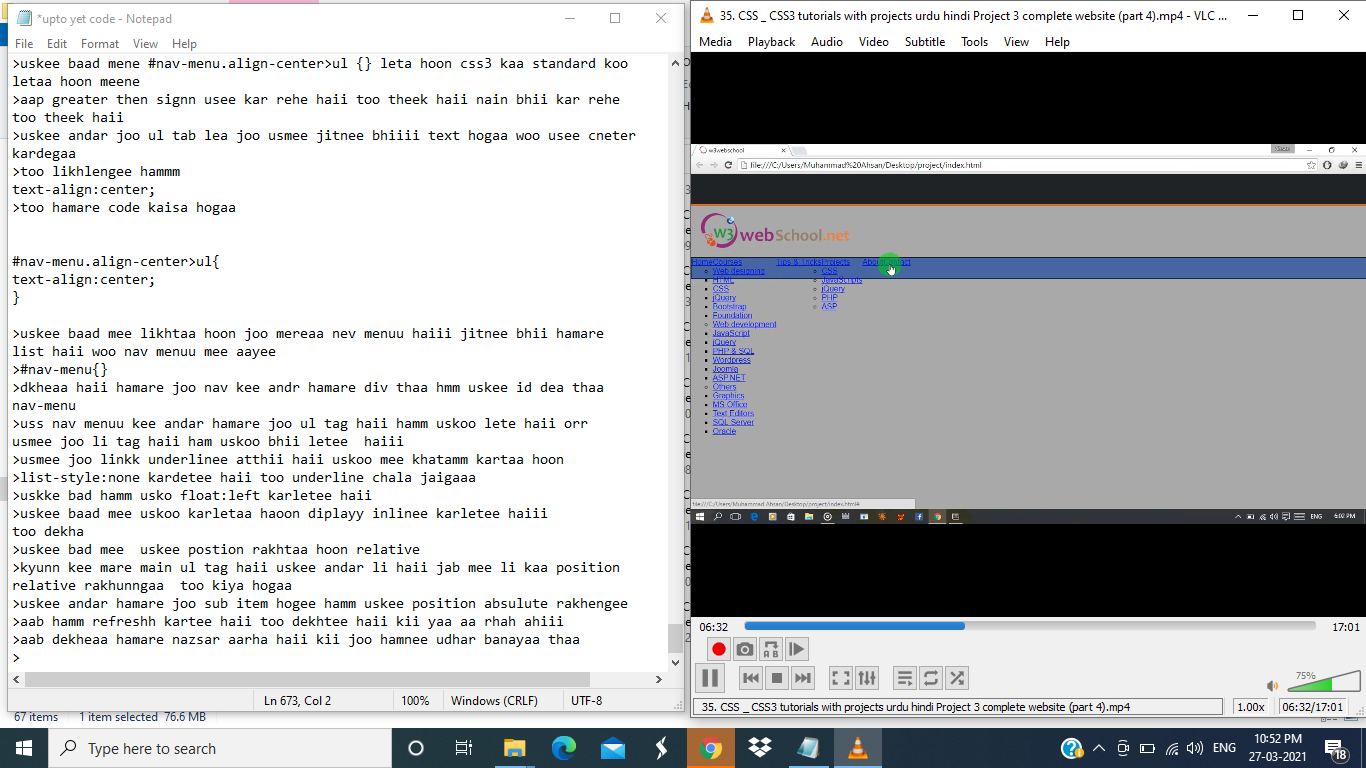 *upto yet code - Notepad
File Edit Format View Help
>uskee baad mene #nav-menu.align-center>ul {} leta hoon css3 kaa standard koo
letaa hoon meene
>aap greater then signn usee kar rehe haii too theek haii nain bhii kar rehe
too theek haii
>uskee andar joo ul tab lea joo usmee jitnee bhiiii text hogaa woo usee cneter
kardegaa
>too likhlengee hammm
text-align:center;
>too hamare code kaisa hogaa
#nav-menu.align-center>ul{
text-align:center;
}
>uskee baad mee likhtaa hoon joo mereaa nev menuu haiii jitnee bhii hamare
list haii woo nav menuu mee aayee
>#nav-menu{}
>dkheaa haii hamare joo nav kee andr hamare div thaa hmm uskee id dea thaa
nav-menu
>uss nav menuu kee andar hamare joo ul tag haii hamm uskoo lete haii orr
usmee joo li tag haii ham uskoo bhii letee  haiii
>usmee joo linkk underlinee atthii haii uskoo mee khatamm kartaa hoon
>list-style:none kardetee haii too underline chala jaigaaa
>uskke bad hamm usko float:left karletee haii
>uskee baad mee uskoo karletaa haoon diplayy inlinee karletee haiii
too dekha
>uskee bad mee  uskee postion rakhtaa hoon relative
>kyunn kee mare main ul tag haii uskee andar li haii jab mee li kaa position
relative rakhunngaa  too kiya hogaa
>uskee andar hamare joo sub item hogee hamm uskee position absulute rakhengee
>aab hamm refreshh kartee haii too dekhtee haii kii yaa aa rhah ahiii
>aab dekheaa hamare nazsar aarha haii kii joo hamnee udhar banayaa thaa
>
Ln 673, Col 2 100% Windows (CRLF) UTF-8
67 items 1 item selected 76.6 MB
35. CSS _ CSS3 tutorials with projects urdu hindi Project 3 complete website (part 4).mp4 - VLC ...
Media Playback Audio Video Subtitle Tools View Help
w3webschool
file:///C:/Users/Muhammad%20Ahsan/Desktop/project/index.html
W3 webSchool.net
HomeCourses Tips & TricksProjects AboutContact
Web designing CSS
HTML JavaScripts
CSS jQuery
jQuery PHP
Bootstrap ASP
Foundation
Web development
JavaScript
jQuery
PHP & SQL
Wordpress
Joomla
ASP.NET
Others
Graphics
MS Office
Text Editors
SQL Server
Oracle
file:///C:/Users/Muhammad Ahsan/Desktop/project/index.html#
ENG 6:02 PM
06:32 17:01
A B
75%
35. CSS _ CSS3 tutorials with projects urdu hindi Project 3 complete website (part 4).mp4 1.00x 06:32/17:01
Type here to search
ENG 10:52 PM
27-03-2021
18